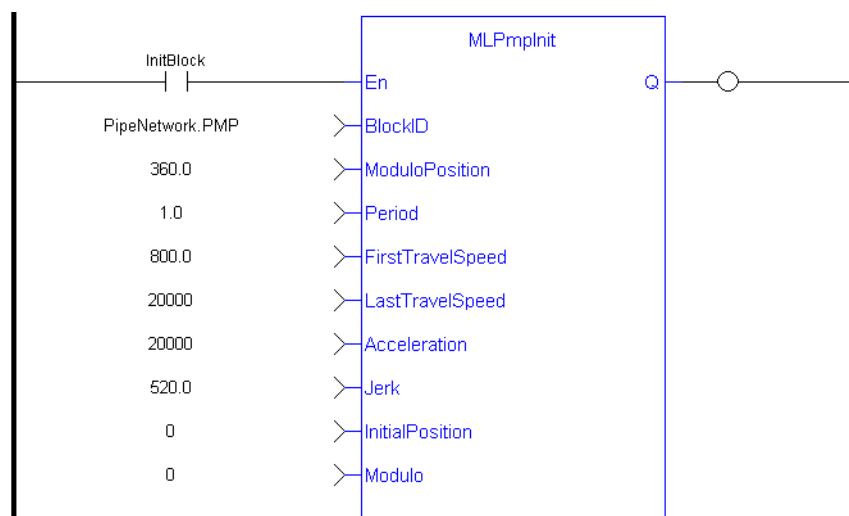 MLPmpInit
InitBlock
En Q
PipeNetwork.PMP BlockID
360.0 ModuloPosition
1.0 Period
800.0 FirstTravelSpeed
20000 LastTravelSpeed
20000 Acceleration
520.0 Jerk
0 InitialPosition
0 Modulo